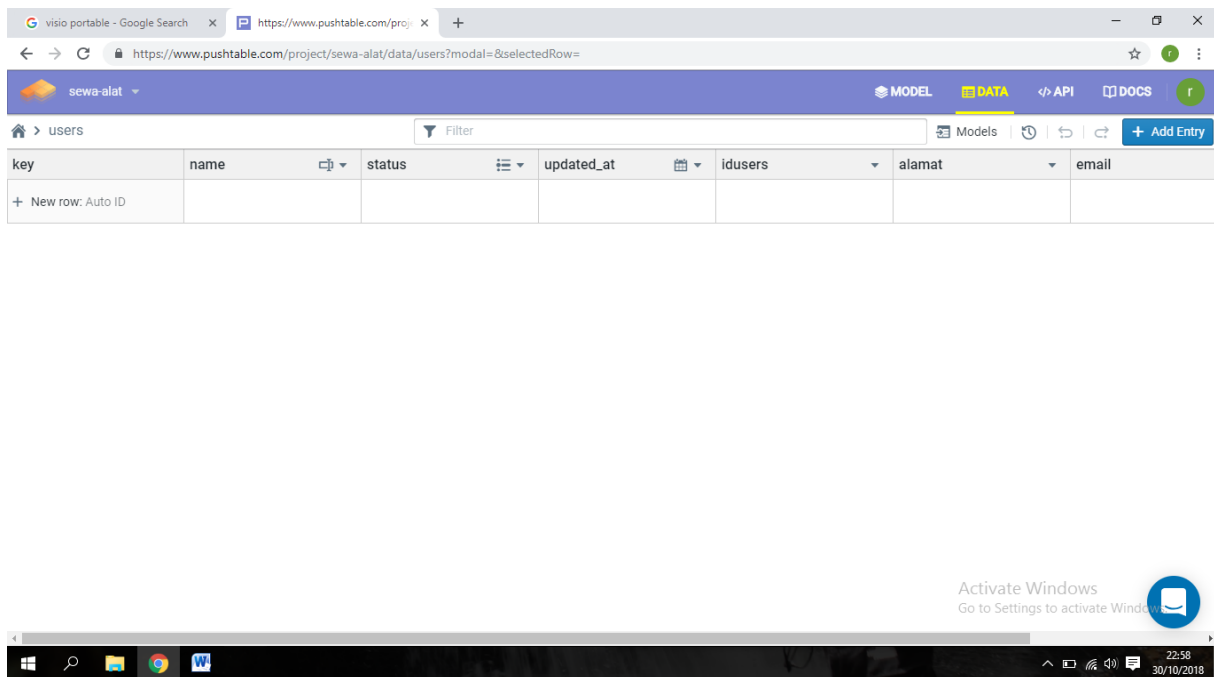 visio portable - Google Search
https://www.pushtable.com/proj
https://www.pushtable.com/project/sewa-alat/data/users?modal=&selectedRow=
r
sewa-alat
MODEL
DATA
</> API
DOCS
r
> users
Filter
Models
+ Add Entry
key
name
status
updated_at
idusers
alamat
email
+ New row: Auto ID
Activate Windows
Go to Settings to activate Windows
22:58
30/10/2018